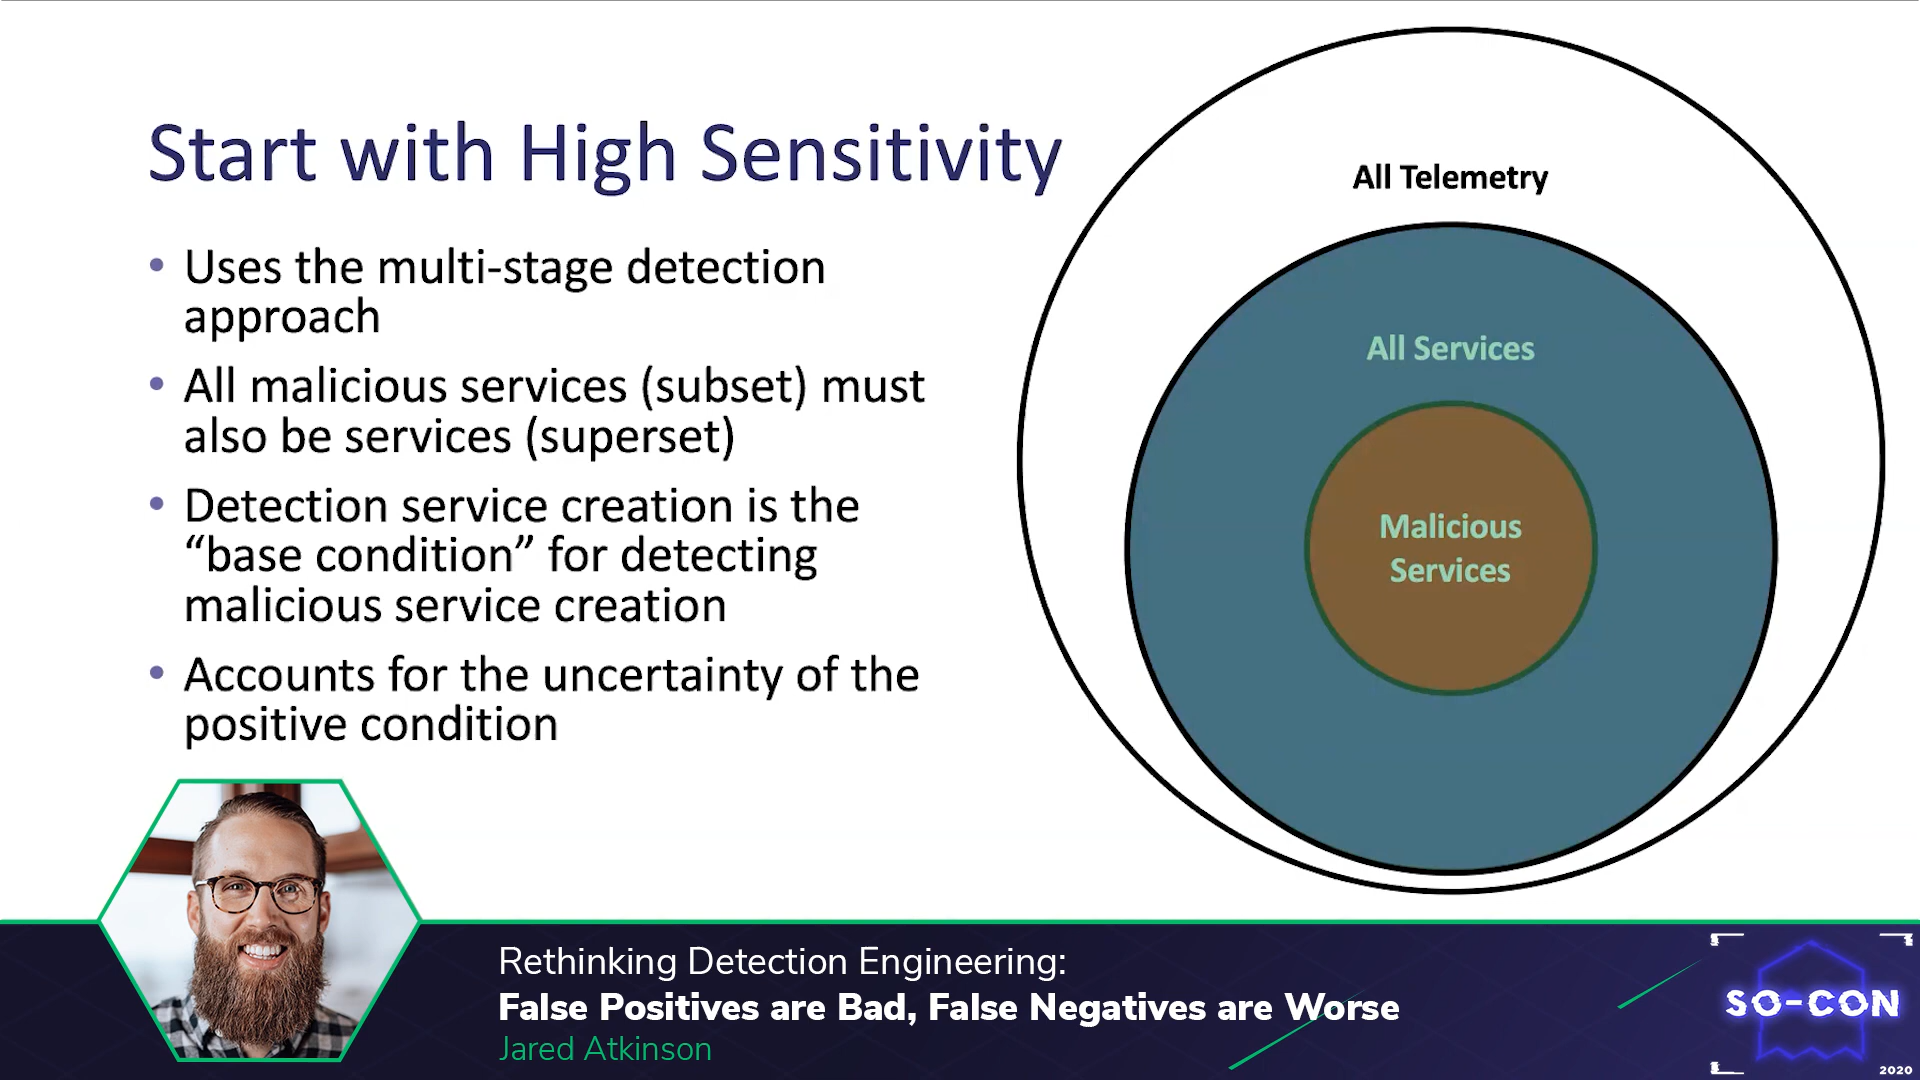 Start with High Sensitivity
• Uses the multi-stage detection
approach
• All malicious services (subset) must
also be services (superset)
• Detection service creation is the
“base condition” for detecting
malicious service creation
• Accounts for the uncertainty of the
positive condition
All Telemetry
All Services
Malicious
Services
Rethinking Detection Engineering:
False Positives are Bad, False Negatives are Worse
Jared Atkinson
SO-CON
2020